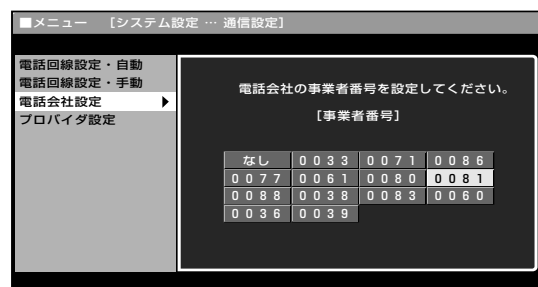 ■メニュー [システム設定 … 通信設定]
電話回線設定・自動
電話回線設定・手動
電話会社設定 ▶
プロバイダ設定
電話会社の事業者番号を設定してください。
[事業者番号]
なし 0033 0071 0086
0077 0061 0080 0081
0088 0038 0083 0060
0036 0039